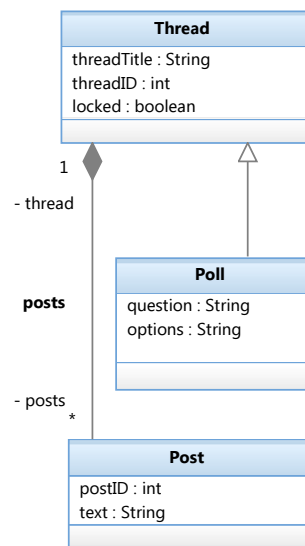 Thread
threadTitle : String
threadID : int
locked : boolean
1
- thread
Poll
question : String
options : String
posts
- posts
*
Post
postID : int
text : String